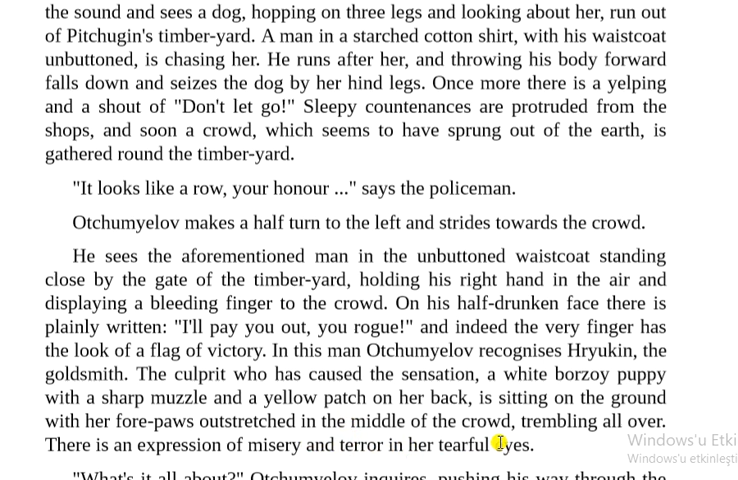 the sound and sees a dog, hopping on three legs and looking about her, run out
of Pitchugin's timber-yard. A man in a starched cotton shirt, with his waistcoat
unbuttoned, is chasing her. He runs after her, and throwing his body forward
falls down and seizes the dog by her hind legs. Once more there is a yelping
and a shout of "Don't let go!" Sleepy countenances are protruded from the
shops, and soon a crowd, which seems to have sprung out of the earth, is
gathered round the timber-yard.
"It looks like a row, your honour ..." says the policeman.
Otchumyelov makes a half turn to the left and strides towards the crowd.
He sees the aforementioned man in the unbuttoned waistcoat standing
close by the gate of the timber-yard, holding his right hand in the air and
displaying a bleeding finger to the crowd. On his half-drunken face there is
plainly written: "I'll pay you out, you rogue!" and indeed the very finger has
the look of a flag of victory. In this man Otchumyelov recognises Hryukin, the
goldsmith. The culprit who has caused the sensation, a white borzoy puppy
with a sharp muzzle and a yellow patch on her back, is sitting on the ground
with her fore-paws outstretched in the middle of the crowd, trembling all over.
There is an expression of misery and terror in her tearful eyes.
Windows'u Etki
Windows'u etkinleşti
"What's it all about?" Otchumyelov inquires, pushing his way through the